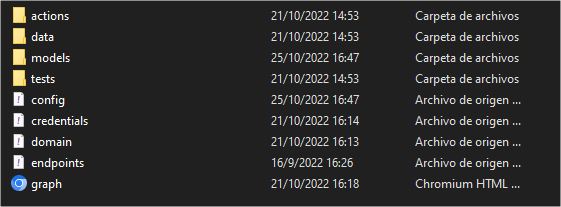 actions 21/10/2022 14:53 Carpeta de archivos
data 21/10/2022 14:53 Carpeta de archivos
models 25/10/2022 16:47 Carpeta de archivos
tests 21/10/2022 14:53 Carpeta de archivos
config 25/10/2022 16:47 Archivo de origen ...
credentials 21/10/2022 16:14 Archivo de origen ...
domain 21/10/2022 16:13 Archivo de origen ...
endpoints 16/9/2022 16:26 Archivo de origen ...
graph 21/10/2022 16:18 Chromium HTML ...